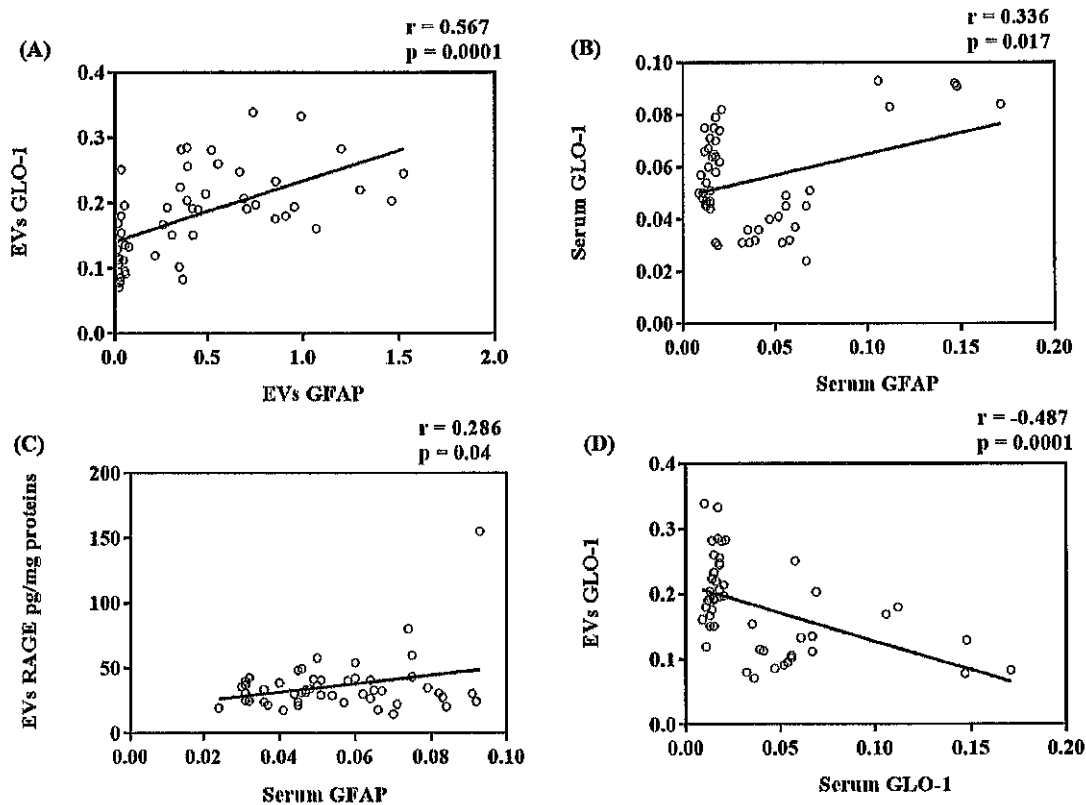 (A)
r = 0.567
p = 0.0001
0.4
0.3
0.2
0.1
0.0
EVs GLO-1
0.0 0.5 1.0 1.5 2.0
EVs GFAP
(B)
r = 0.336
p = 0.017
0.10
0.08
0.06
0.04
0.02
0.00
Serum GLO-1
0.00 0.05 0.10 0.15 0.20
Serum GFAP
(C)
r = 0.286
p = 0.04
200
150
100
50
0
EVs RAGE pg/mg proteins
0.00 0.02 0.04 0.06 0.08 0.10
Serum GFAP
(D)
r = -0.487
p = 0.0001
0.4
0.3
0.2
0.1
0.0
EVs GLO-1
0.00 0.05 0.10 0.15 0.20
Serum GLO-1